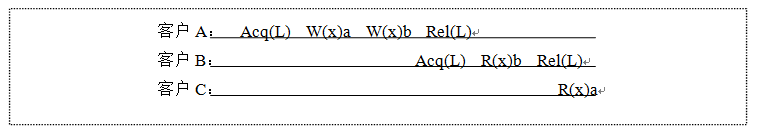 客户 A: Acq(L) W(x)a W(x)b Rel(L)
客户 B: Acq(L) R(x)b Rel(L)
客户 C: R(x)a